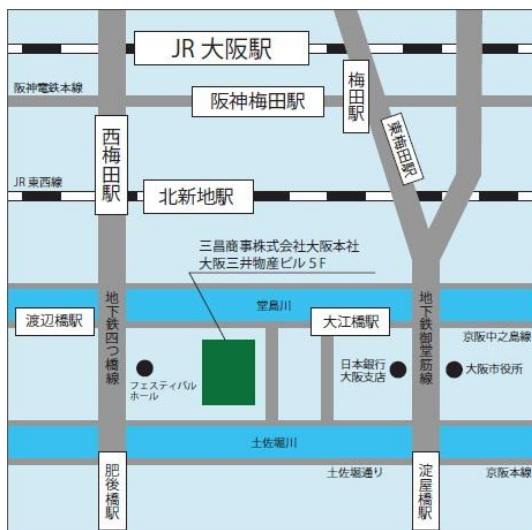 JR 大阪駅
阪神電鉄本線
阪神梅田駅
梅田駅
東梅田駅
西梅田駅
JR 東西線
北新地駅
三昌商事株式会社大阪本社
大阪三井物産ビル 5F
渡辺橋駅
地下鉄四つ橋線
堂島川
大江橋駅
地下鉄御堂筋線
京阪中之島線
フェスティバル
ホール
日本銀行
大阪支店
大阪市役所
土佐堀川
肥後橋駅
土佐堀通り
淀屋橋駅
京阪本線